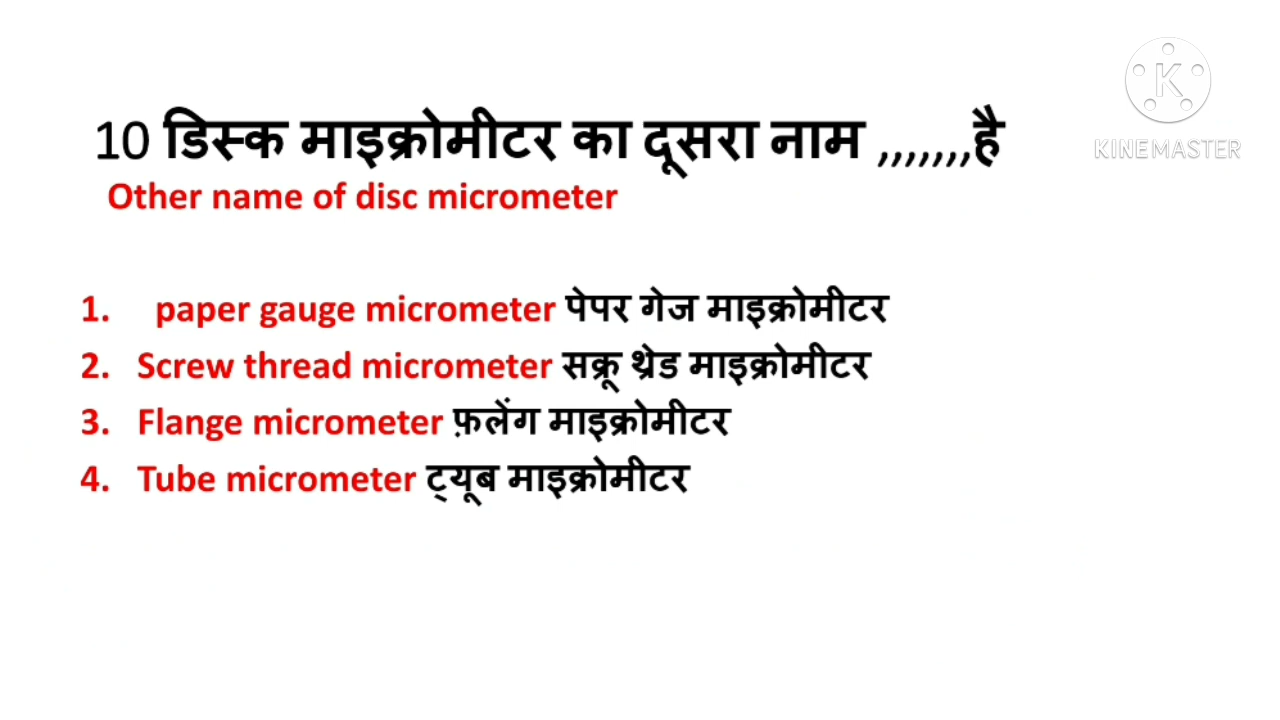 KINEMASTER
10 डिस्क माइक्रोमीटर का दूसरा नाम ,,,,,,,है
Other name of disc micrometer
1. paper gauge micrometer पेपर गेज माइक्रोमीटर
2. Screw thread micrometer सक्रू थ्रेड माइक्रोमीटर
3. Flange micrometer फ़लेंग माइक्रोमीटर
4. Tube micrometer ट्यूब माइक्रोमीटर